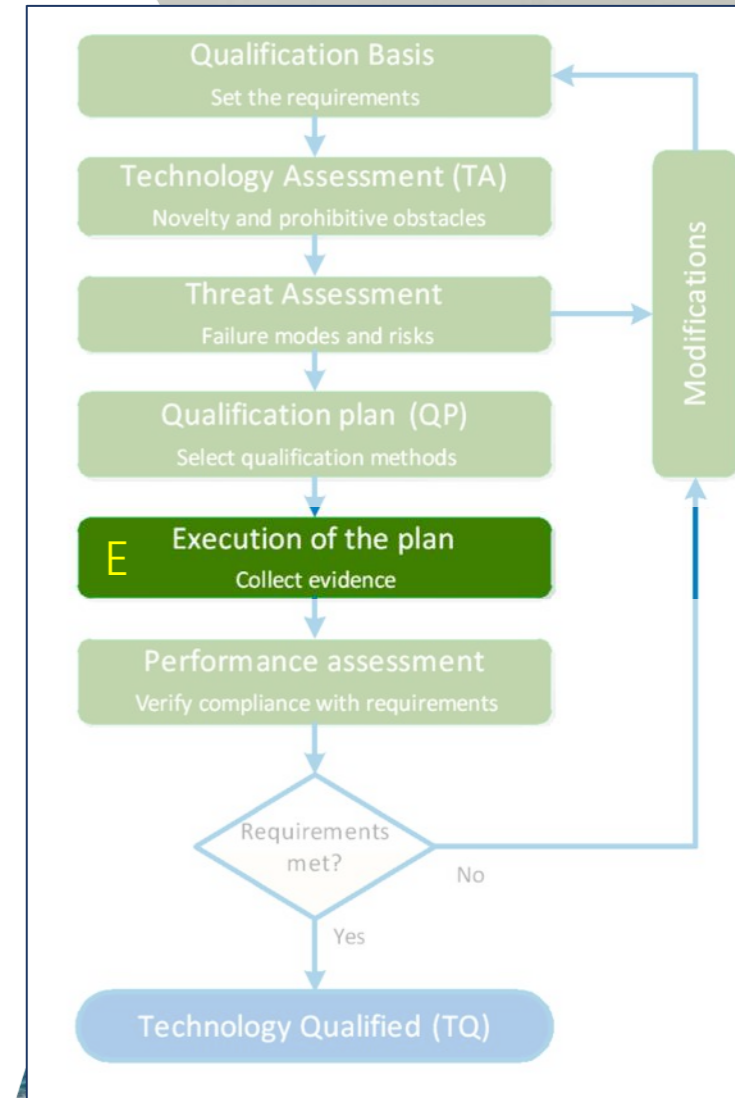 Qualification Basis
Set the requirements
Technology Assessment (TA)
Novelty and prohibitive obstacles
Threat Assessment
Failure modes and risks
Modifications
Qualification plan (QP)
Select qualification methods
E
Execution of the plan
Collect evidence
Performance assessment
Verify compliance with requirements
Requirements
met?
No
Yes
Technology Qualified (TQ)